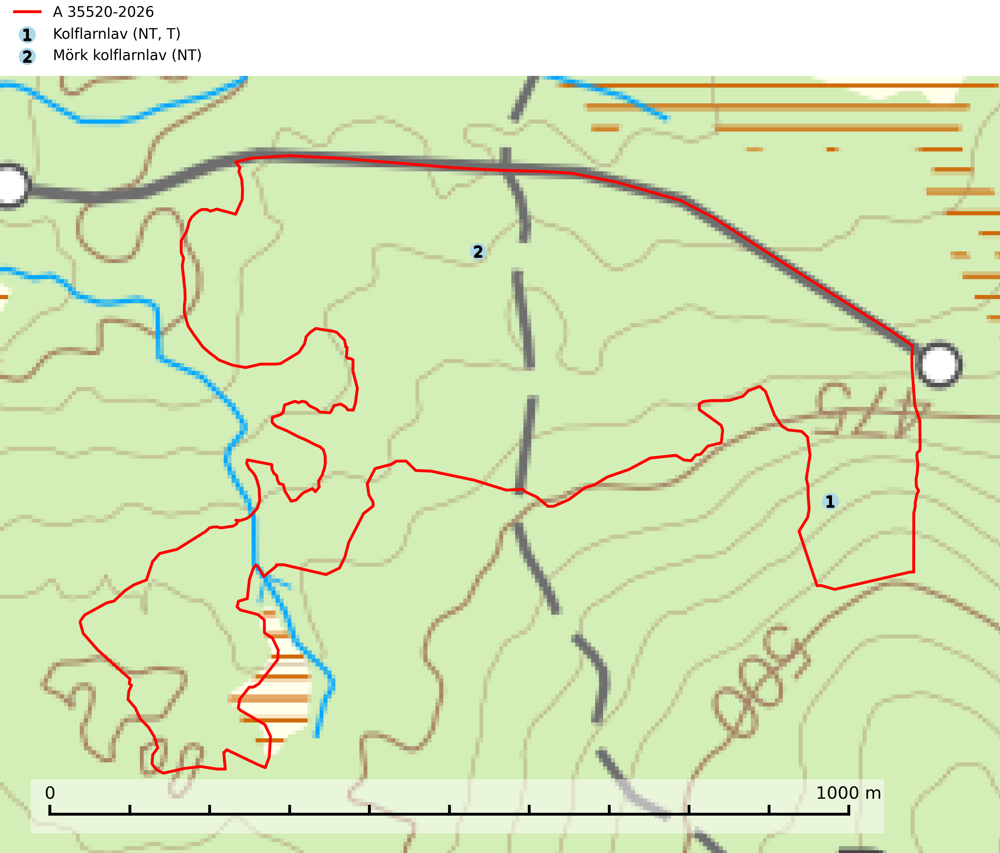 A 35520-2026
1 Kolflarnlav (NT, T)
2 Mörk kolflarnlav (NT)
2
1
0 1000 m